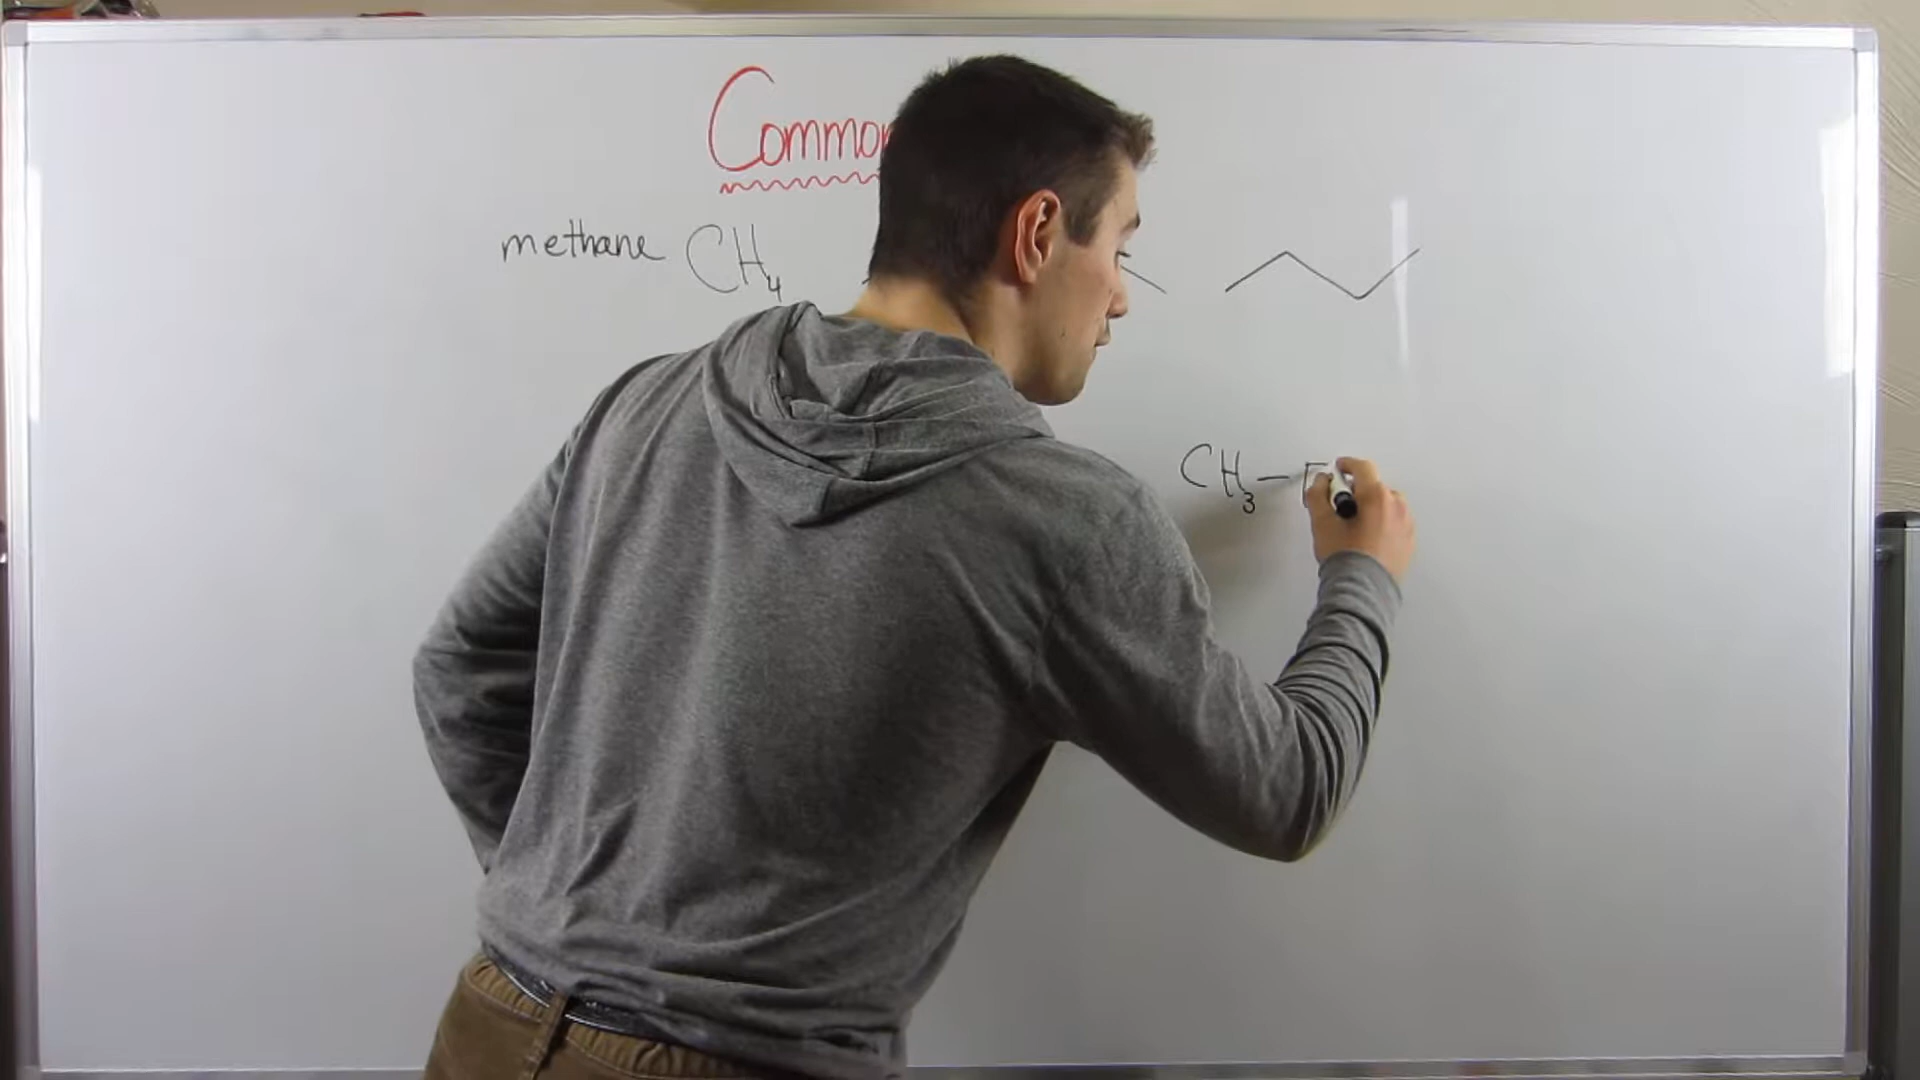 Common
methane CH₄
CH₃ –